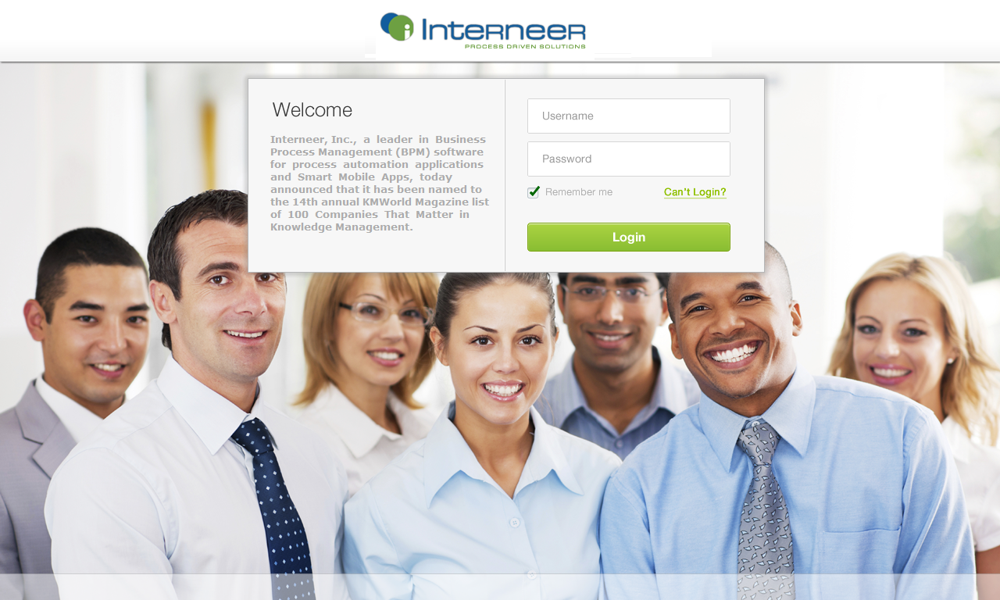 Interneer
PROCESS DRIVEN SOLUTIONS
Welcome
Interneer, Inc., a leader in Business
Process Management (BPM) software
for process automation applications
and Smart Mobile Apps, today
announced that it has been named to
the 14th annual KMWorld Magazine list
of 100 Companies That Matter in
Knowledge Management.
Username
Password
Remember me
Can't Login?
Login